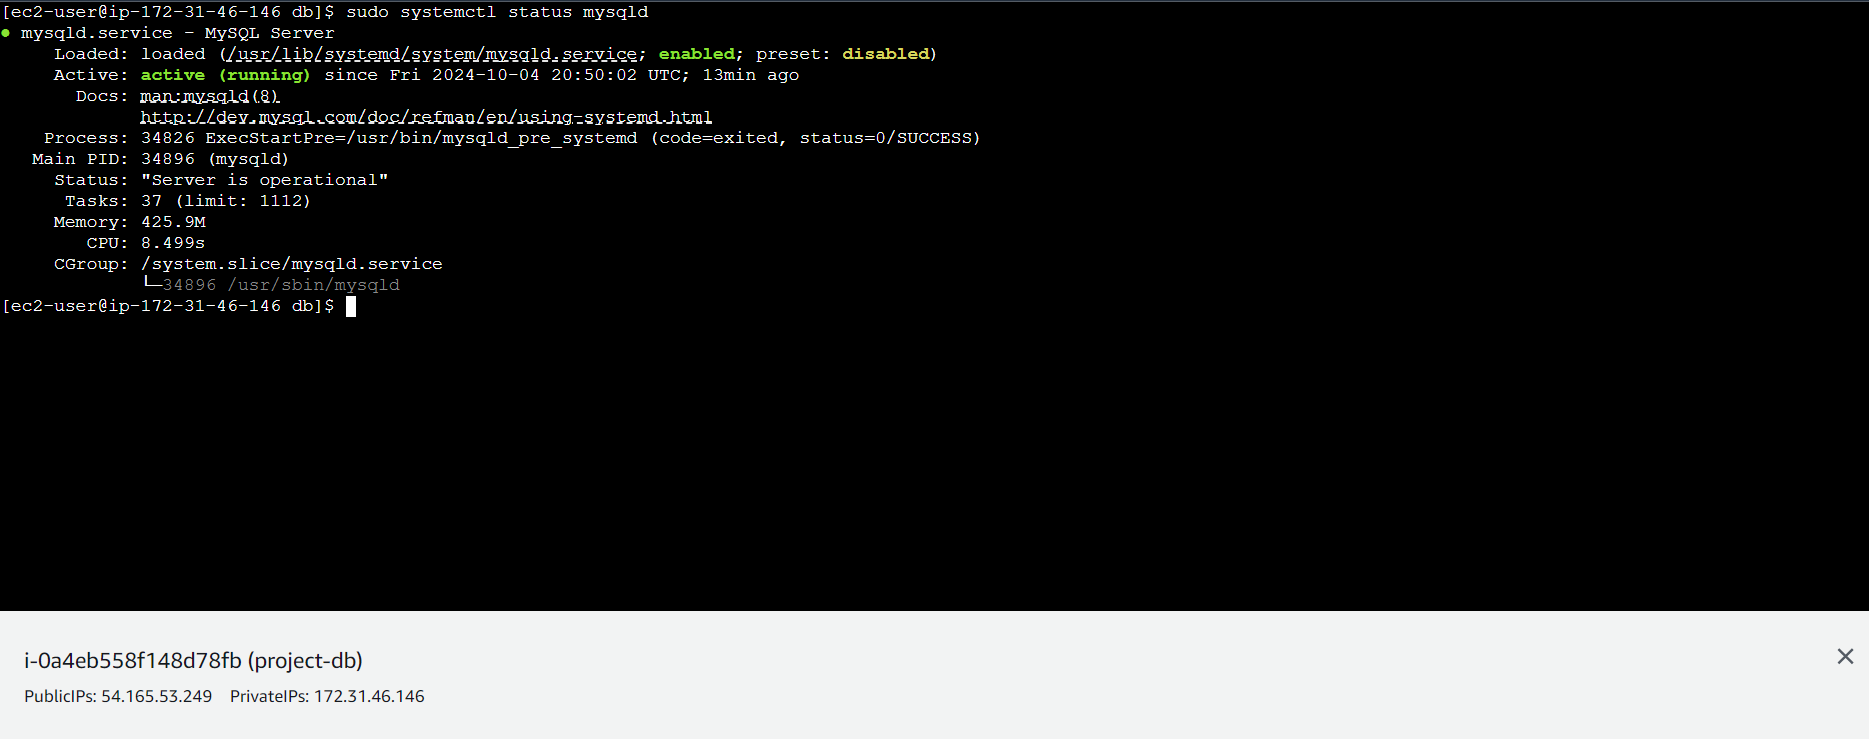 [ec2-user@ip-172-31-46-146 db]$ sudo systemctl status mysqld
● mysqld.service - MySQL Server
Loaded: loaded (/usr/lib/systemd/system/mysqld.service; enabled; preset: disabled)
Active: active (running) since Fri 2024-10-04 20:50:02 UTC; 13min ago
Docs: man:mysqld(8)
http://dev.mysql.com/doc/refman/en/using-systemd.html
Process: 34826 ExecStartPre=/usr/bin/mysqld_pre_systemd (code=exited, status=0/SUCCESS)
Main PID: 34896 (mysqld)
Status: "Server is operational"
Tasks: 37 (limit: 1112)
Memory: 425.9M
CPU: 8.499s
CGroup: /system.slice/mysqld.service
└─34896 /usr/sbin/mysqld
[ec2-user@ip-172-31-46-146 db]$
i-0a4eb558f148d78fb (project-db)
PublicIPs: 54.165.53.249 PrivateIPs: 172.31.46.146